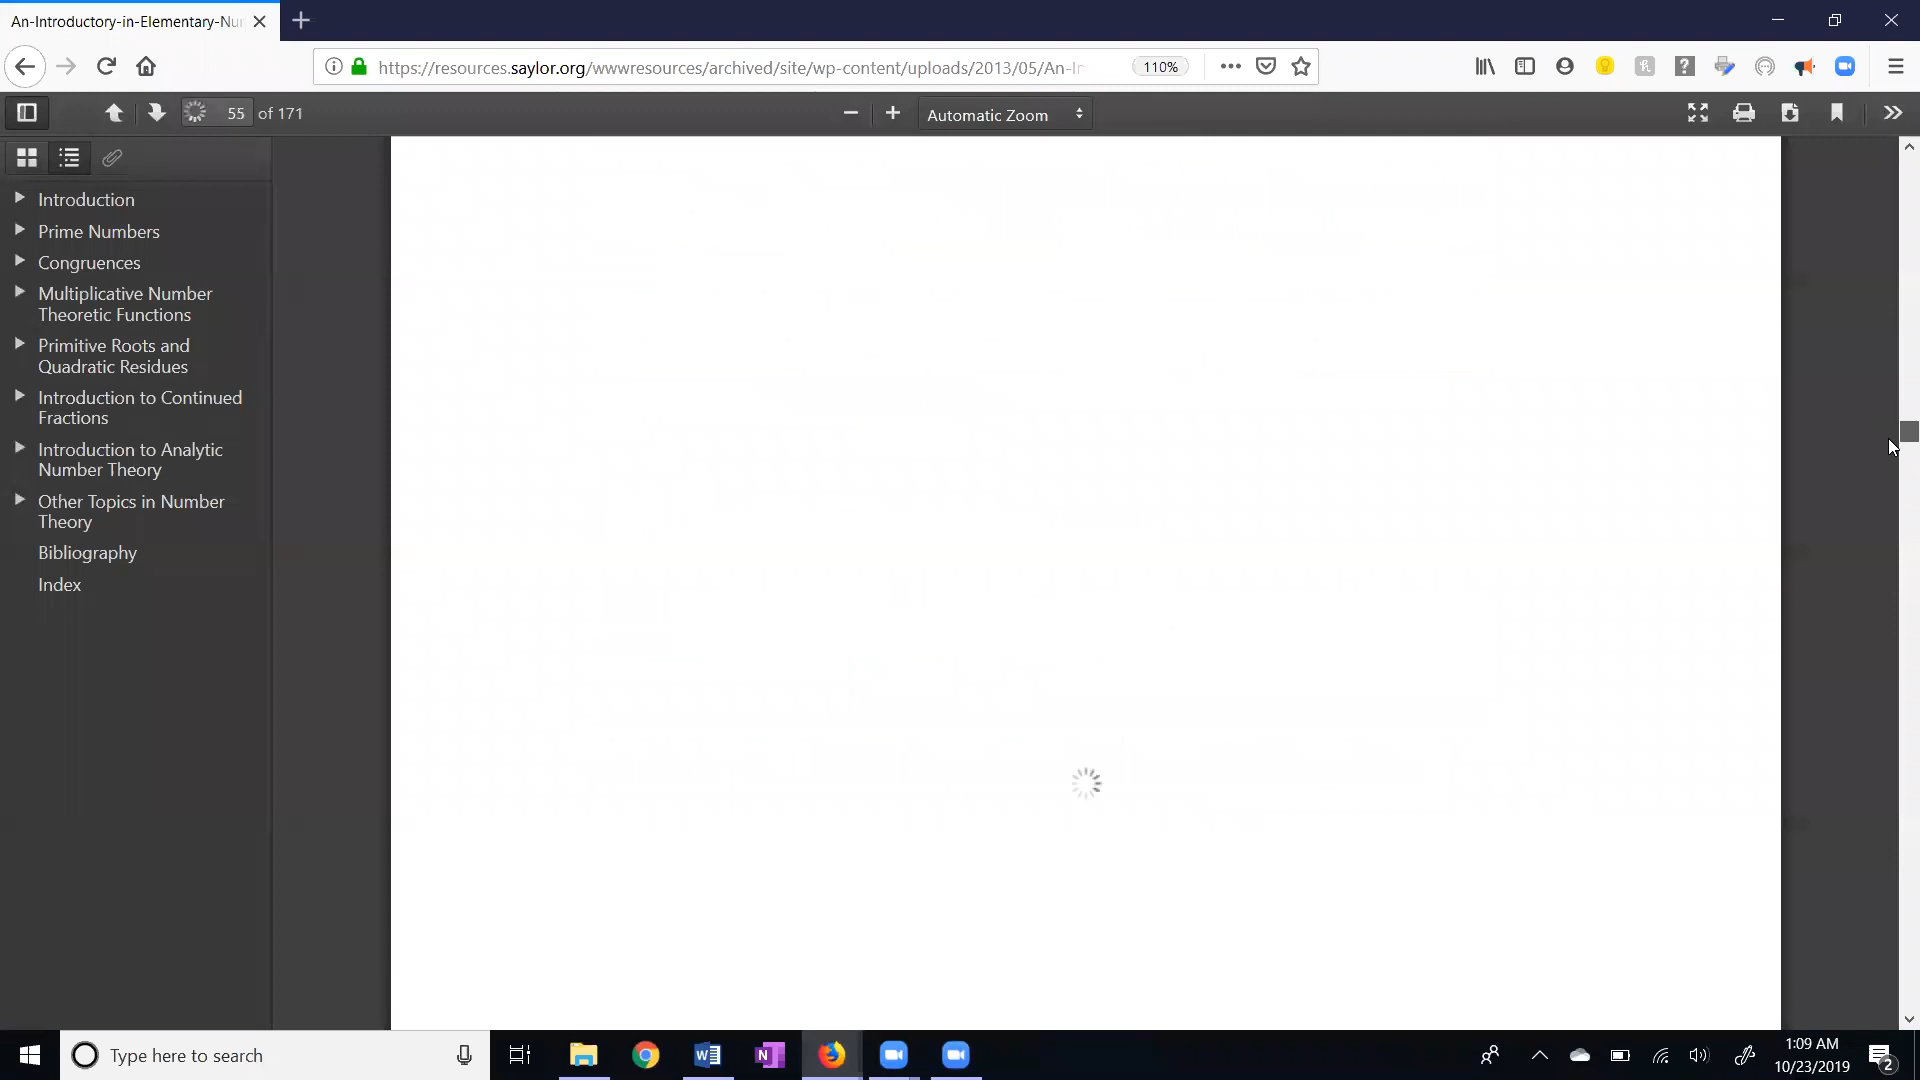 An-Introductory-in-Elementary-Nu
https://resources.saylor.org/wwwresources/archived/site/wp-content/uploads/2013/05/An-Ir
110%
55 of 171
Automatic Zoom
Introduction
Prime Numbers
Congruences
Multiplicative Number
Theoretic Functions
Primitive Roots and
Quadratic Residues
Introduction to Continued
Fractions
Introduction to Analytic
Number Theory
Other Topics in Number
Theory
Bibliography
Index
Type here to search
1:09 AM
10/23/2019
2